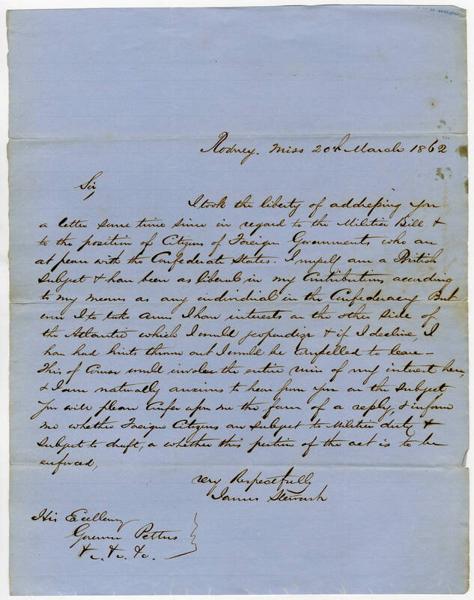 Rodney. Miss 20th March 1862
Sir,
I took the liberty of addressing you
a letter some time since in regard to the Militia Bill &
to the position of Citizens of Foreign Governments who are
at peace with the Confederate States. I myself am a British
Subject & have been as liberal in my Contributions, according
to my means as any individual in the Confederacy But
were I to take arms I have interests on the other side of
the Atlantic which I would jeopardize & if I decline, I
have had hints thrown out I would be Compelled to leave—
This of Course would involve the entire ruin of my interest here
& I am naturally anxious to hear from you on the Subject
You will please Confer upon me the favor of a reply, & inform
me whether Foreign Citizens are Subject to Militia duty &
Subject to draft, or whether this portion of the act is to be
enforced,
Very Respectfully
James Stewart
His Excellency
Governor Pettus
&c. &c. &c.